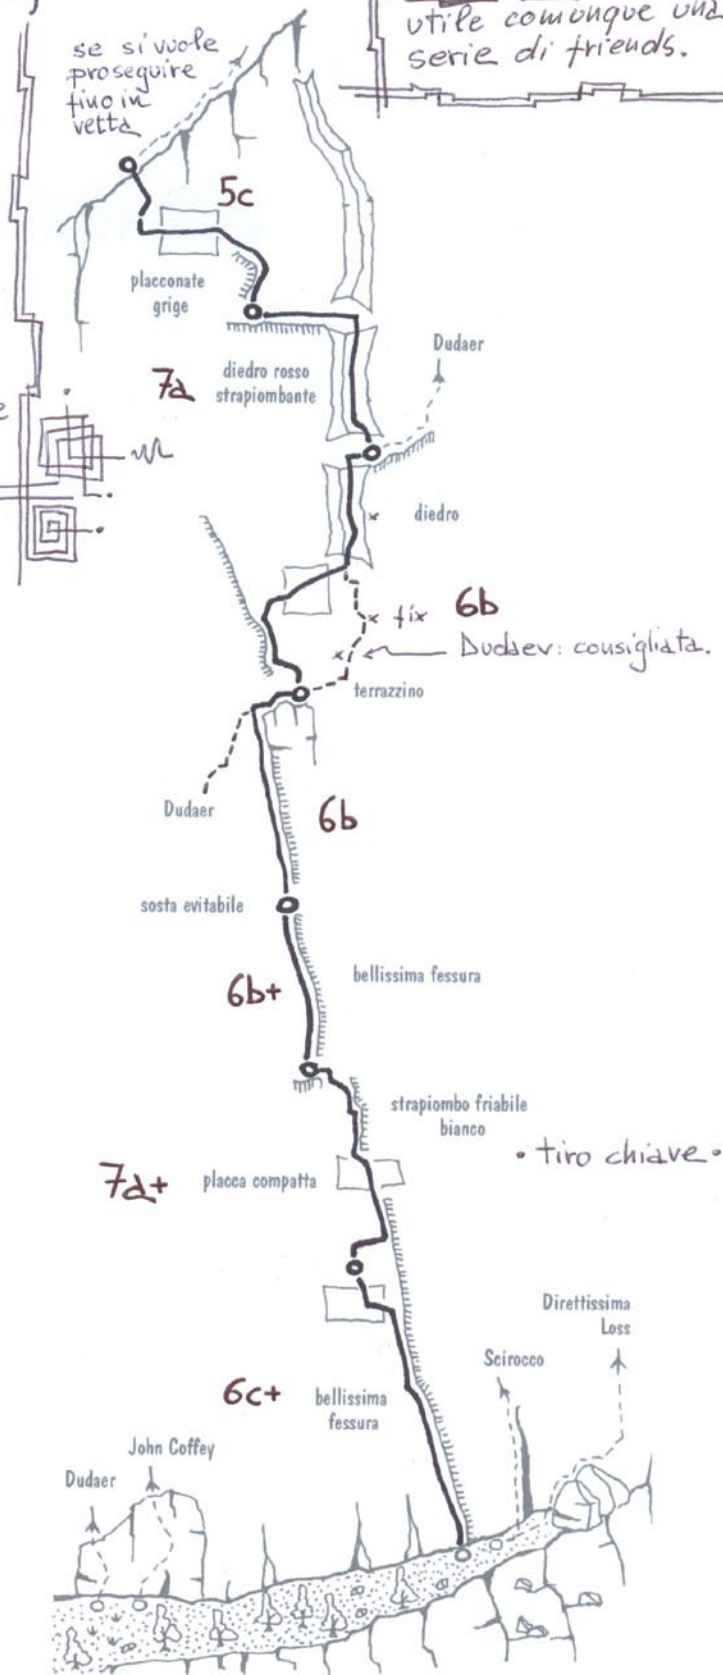 utile comunque una
serie di friends.
se si vuole
proseguire
fino in
vetta
5c
placconate
grige
7a
diedro rosso
strapiombante
Dudaer
diedro
fix
6b
Dudaev: consigliata.
terrazzino
Dudaer
6b
sosta evitabile
6b+
bellissima fessura
strapiombo friabile
bianco
• tiro chiave •
7a+
placca compatta
Direttissima
Loss
Scirocco
6c+
bellissima
fessura
John Coffey
Dudaer